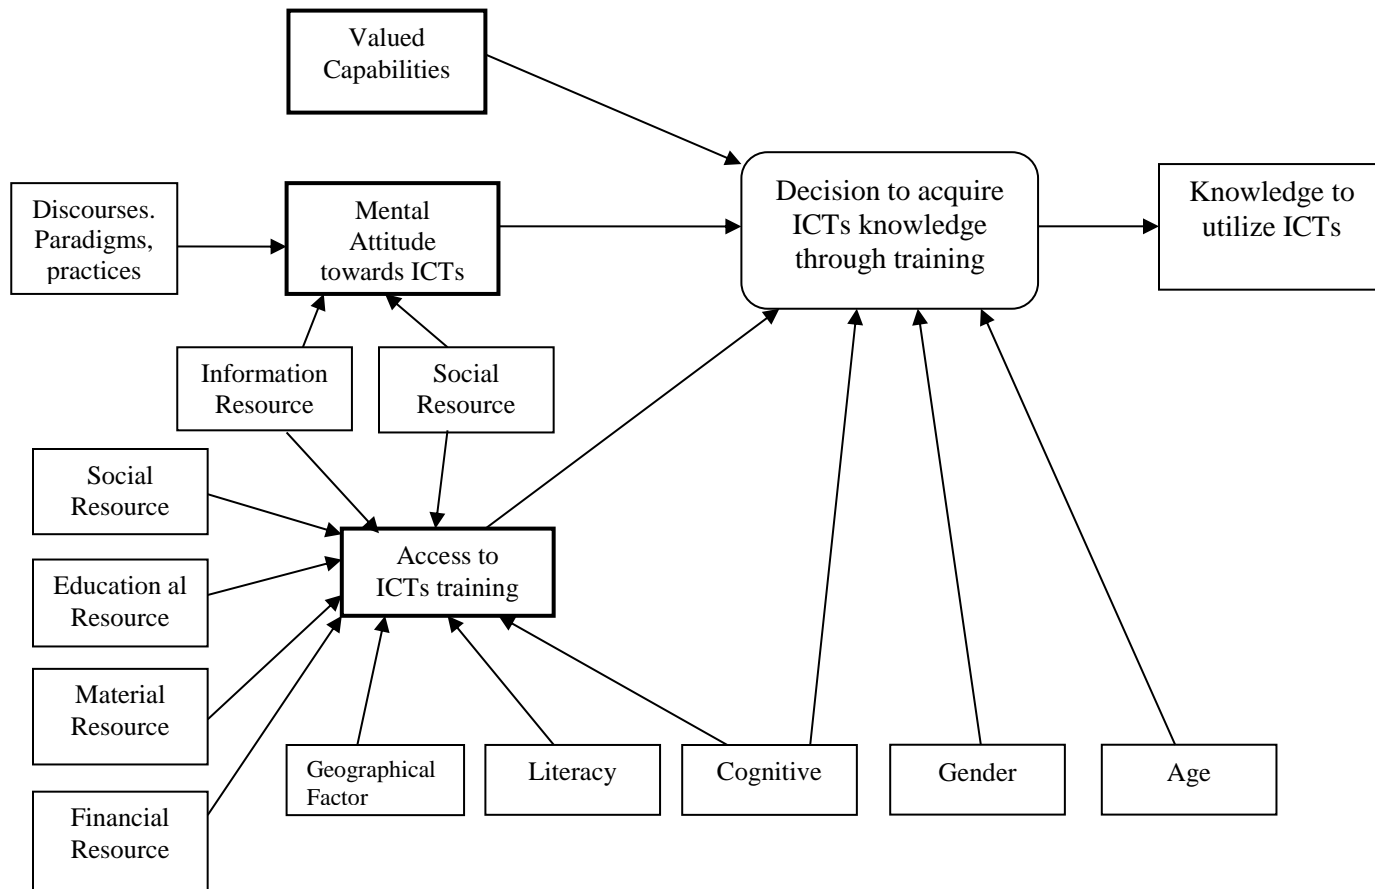 Valued
Capabilities
Discourses.
Paradigms,
practices
Mental
Attitude
towards ICTs
Decision to acquire
ICTs knowledge
through training
Knowledge to
utilize ICTs
Information
Resource
Social
Resource
Social
Resource
Access to
ICTs training
Education al
Resource
Material
Resource
Financial
Resource
Geographical
Factor
Literacy
Cognitive
Gender
Age